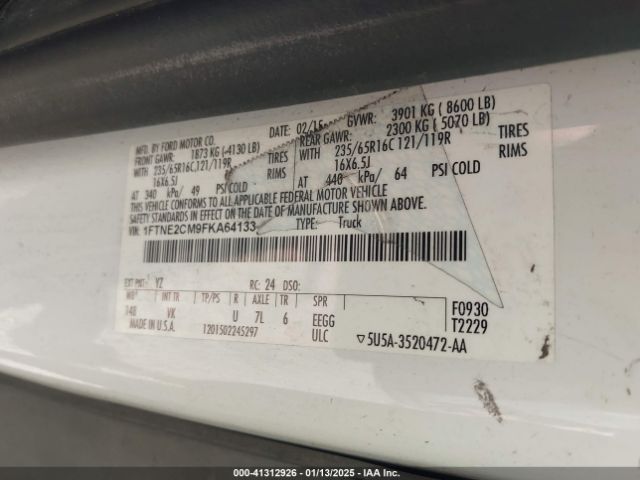 MFD. BY FORD MOTOR CO.
DATE: 02/15 GVWR: 3901 KG ( 8600 LB)
FRONT GAWR: 1873 KG (4130 LB) REAR GAWR: 2300 KG ( 5070 LB)
WITH 235/65R16C,121/119R TIRES WITH 235/65R16C 121/119R TIRES
16X6.5J RIMS 16X6.5J RIMS
AT 340 kPa/ 49 PSI COLD AT 440 kPa/ 64 PSI COLD
THIS VEHICLE CONFORMS TO ALL APPLICABLE FEDERAL MOTOR VEHICLE
SAFETY STANDARDS IN EFFECT ON THE DATE OF MANUFACTURE SHOWN ABOVE.
VIN: 1FTNE2CM9FKA64133 TYPE: Truck
EXT PNT: YZ RC: 24 DSO:
WB INT TR TP/PS R AXLE TR SPR
148 VK U 7L 6 EEGG
F0930
MADE IN U.S.A. 1201502245297 ULC
T2229
▽5U5A-3520472-AA
00-41312926 - 01/13/2025 - IAA Inc.